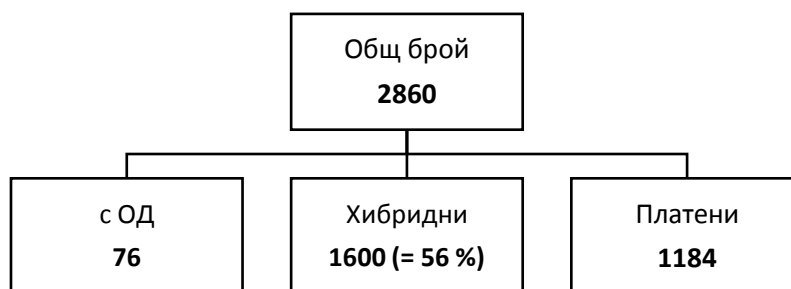 Общ брой
2860
с ОД
76
Хибридни
1600 (= 56 %)
Платени
1184